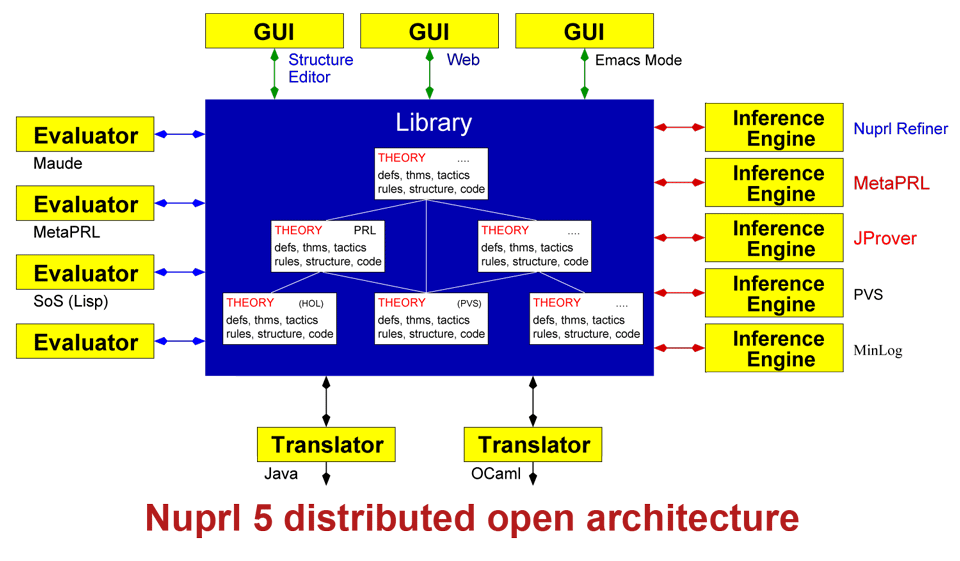 GUI
GUI
GUI
Structure
Editor
Web
Emacs Mode
Library
Evaluator
Maude
Evaluator
MetaPRL
Evaluator
SoS (Lisp)
Evaluator
THEORY ....
defs, thms, tactics
rules, structure, code
THEORY PRL
defs, thms, tactics
rules, structure, code
THEORY ....
defs, thms, tactics
rules, structure, code
THEORY (HOL)
defs, thms, tactics
rules, structure, code
THEORY (PVS)
defs, thms, tactics
rules, structure, code
THEORY ....
defs, thms, tactics
rules, structure, code
Inference
Engine
Nuprl Refiner
Inference
Engine
MetaPRL
Inference
Engine
JProver
Inference
Engine
PVS
Inference
Engine
MinLog
Translator
Java
Translator
OCaml
Nuprl 5 distributed open architecture